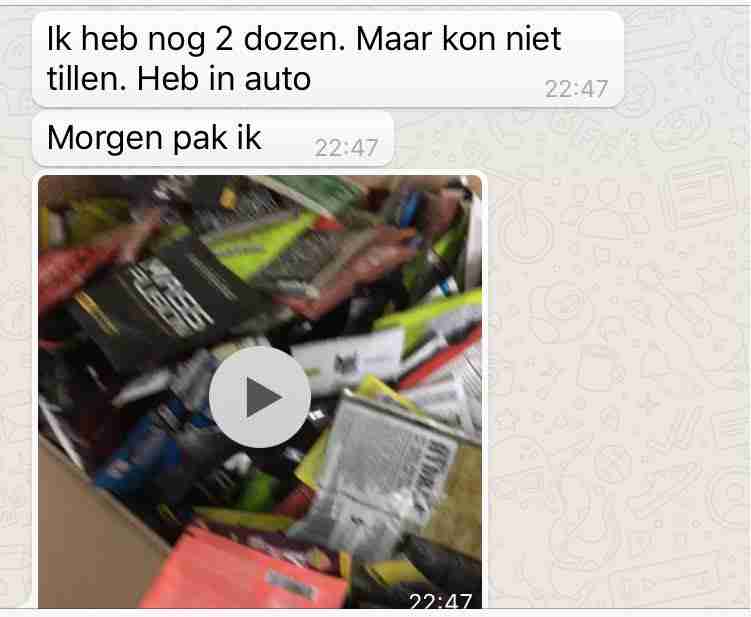 Ik heb nog 2 dozen. Maar kon niet
tillen. Heb in auto
22:47
Morgen pak ik
22:47
22:47